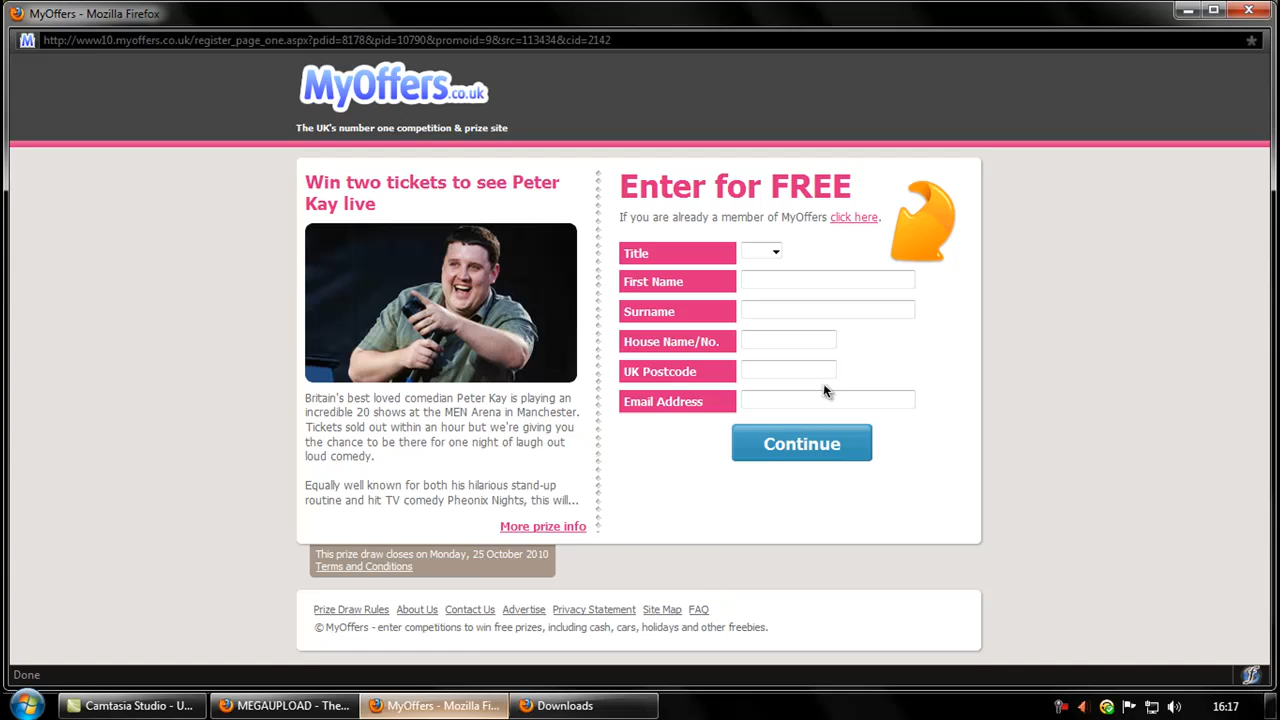 MyOffers - Mozilla Firefox
http://www10.myoffers.co.uk/register_page_one.aspx?pdid=8178&pid=10790&promoid=9&src=113434&cid=2142
MyOffers.co.uk
The UK's number one competition & prize site
Win two tickets to see Peter
Kay live
Britain's best loved comedian Peter Kay is playing an
incredible 20 shows at the MEN Arena in Manchester.
Tickets sold out within an hour but we're giving you
the chance to be there for one night of laugh out
loud comedy.
Equally well known for both his hilarious stand-up
routine and hit TV comedy Pheonix Nights, this will...
More prize info
Enter for FREE
If you are already a member of MyOffers click here.
Title
First Name
Surname
House Name/No.
UK Postcode
Email Address
Continue
This prize draw closes on Monday, 25 October 2010
Terms and Conditions
Prize Draw Rules About Us Contact Us Advertise Privacy Statement Site Map FAQ
© MyOffers - enter competitions to win free prizes, including cash, cars, holidays and other freebies.
Done
Camtasia Studio - U... MEGAUPLOAD - The... MyOffers - Mozilla Fi... Downloads 16:17